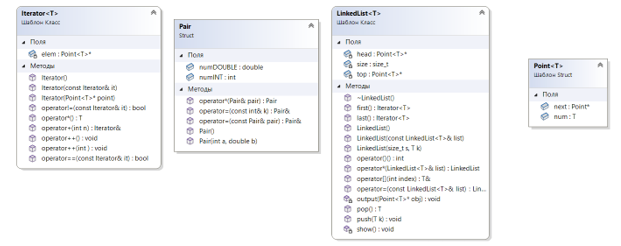 Iterator<T>
Шаблон Класс
Поля
elem : Point<T>*
Методы
Iterator()
Iterator(const Iterator& it)
Iterator(Point<T>* point)
operator!=(const Iterator& it) : bool
operator*() : T
operator+(int n) : Iterator&
operator++() : void
operator++(int ) : void
operator==(const Iterator& it) : bool
Pair
Struct
Поля
numDOUBLE : double
numINT : int
Методы
operator*(Pair& pair) : Pair
operator=(const int& k) : Pair&
operator=(const Pair& pair) : Pair&
Pair()
Pair(int a, double b)
LinkedList<T>
Шаблон Класс
Поля
head : Point<T>*
size : size_t
top : Point<T>*
Методы
~LinkedList()
first() : Iterator<T>
last() : Iterator<T>
LinkedList()
LinkedList(const LinkedList<T>& list)
LinkedList(size_t s, T k)
operator()() : int
operator*(LinkedList<T>& list) : LinkedList
operator[](int index) : T&
operator=(const LinkedList<T>& list) : Lin...
output(Point<T>* obj) : void
pop() : T
push(T k) : void
show() : void
Point<T>
Шаблон Struct
Поля
next : Point*
num : T